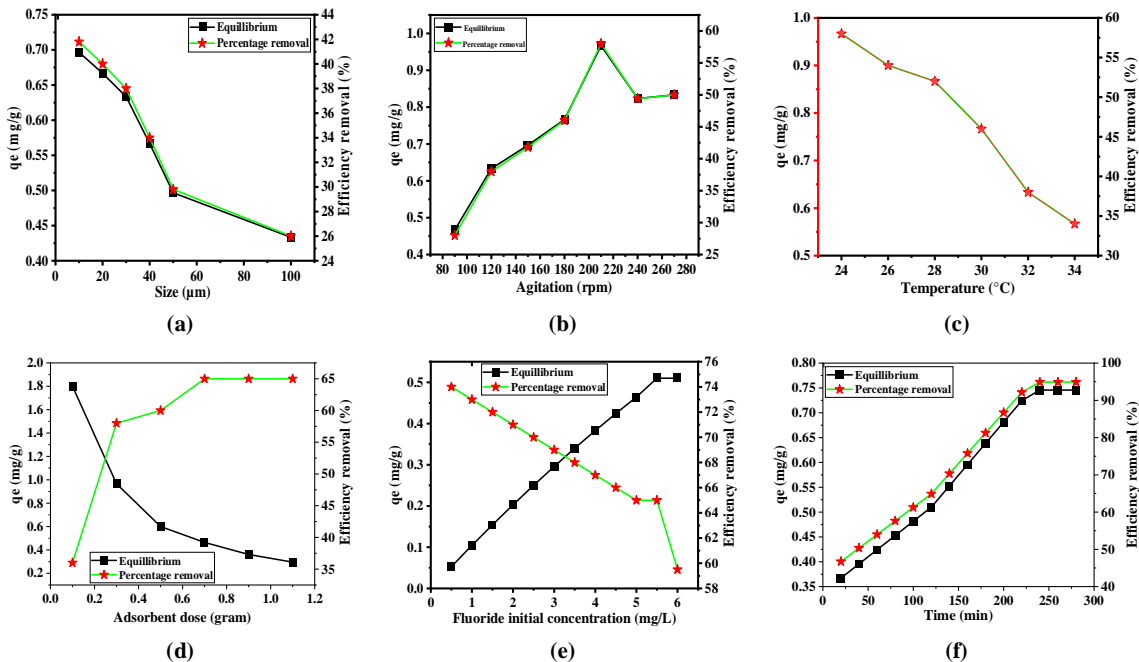 0.75
0.70
0.65
0.60
0.55
0.50
0.45
0.40
qe (mg/g)
Equillibrium
Percentage removal
44
42
40
38
36
34
32
30
28
26
24
Efficiency removal (%)
0 20 40 60 80 100
Size (µm)
(a)
1.0
0.9
0.8
0.7
0.6
0.5
0.4
qe (mg/g)
Equillibrium
Percentage removal
60
55
50
45
40
35
30
25
Efficiency removal (%)
80 100 120 140 160 180 200 220 240 260 280
Agitation (rpm)
(b)
1.0
0.9
0.8
0.7
0.6
0.5
qe (mg/g)
60
55
50
45
40
35
30
Efficiency removal (%)
24 26 28 30 32 34
Temperature (°C)
(c)
2.0
1.8
1.6
1.4
1.2
1.0
0.8
0.6
0.4
0.2
qe (mg/g)
Equillibrium
Percentage removal
65
60
55
50
45
40
35
Efficiency removal (%)
0.0 0.2 0.4 0.6 0.8 1.0 1.2
Adsorbent dose (gram)
(d)
0.5
0.4
0.3
0.2
0.1
0.0
qe (mg/g)
Equillibrium
Percentage removal
76
74
72
70
68
66
64
62
60
58
Efficiency removal (%)
0 1 2 3 4 5 6
Fluoride initial concentration (mg/L)
(e)
0.80
0.75
0.70
0.65
0.60
0.55
0.50
0.45
0.40
0.35
qe (mg/g)
Equillibrium
Percentage removal
100
90
80
70
60
50
40
Efficiency removal (%)
0 50 100 150 200 250 300
Time (min)
(f)